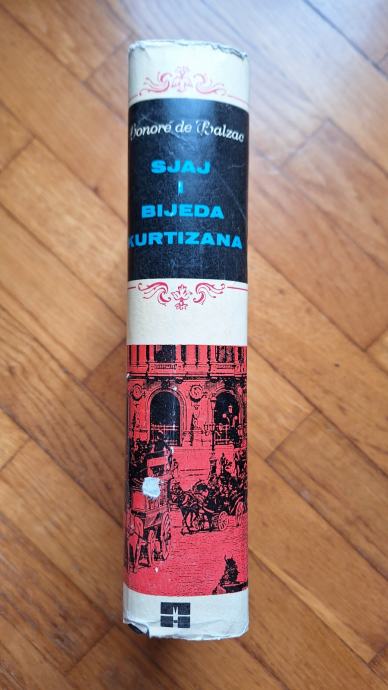 Honoré de Balzac
SJAJ
I
BIJEDA
KURTIZANA